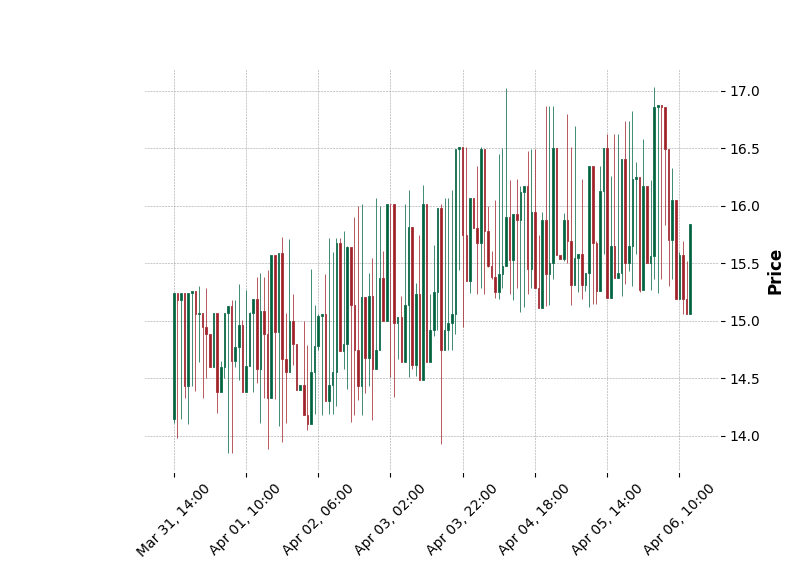 17.0
16.5
16.0
15.5
15.0
14.5
14.0
Price
Mar 31, 14:00
Apr 01, 10:00
Apr 02, 06:00
Apr 03, 02:00
Apr 03, 22:00
Apr 04, 18:00
Apr 05, 14:00
Apr 06, 10:00